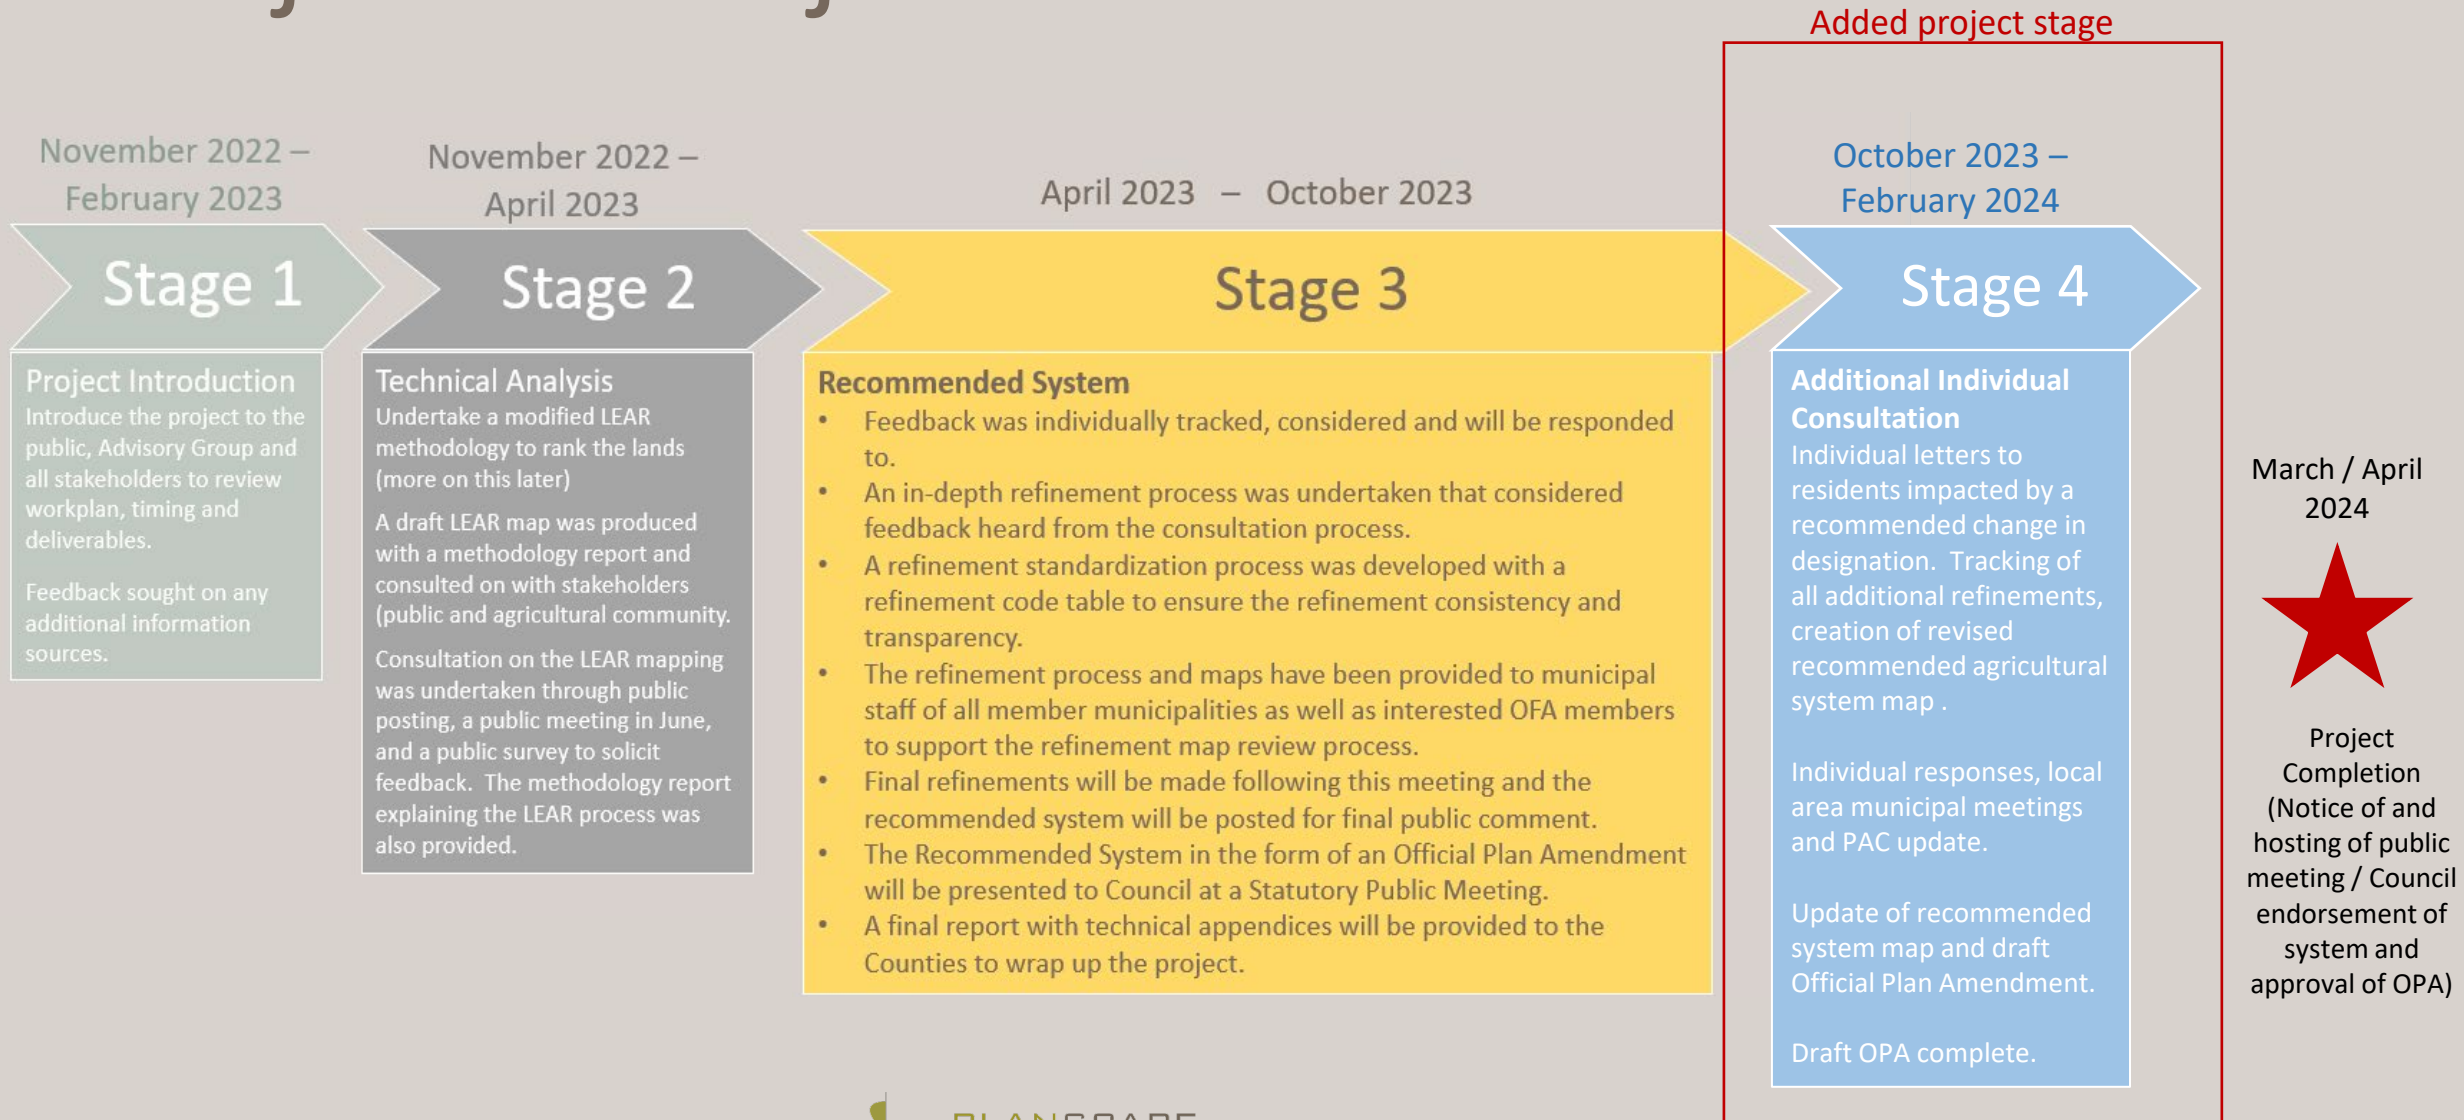 Added project stage
November 2022 –
February 2023
Stage 1
Project Introduction
Introduce the project to the
public, Advisory Group and
all stakeholders to review
workplan, timing and
deliverables.
Feedback sought on any
additional information
sources.
November 2022 –
April 2023
Stage 2
Technical Analysis
Undertake a modified LEAR
methodology to rank the lands
(more on this later)
A draft LEAR map was produced
with a methodology report and
consulted on with stakeholders
(public and agricultural community.
Consultation on the LEAR mapping
was undertaken through public
posting, a public meeting in June,
and a public survey to solicit
feedback. The methodology report
explaining the LEAR process was
also provided.
April 2023 – October 2023
Stage 3
Recommended System
• Feedback was individually tracked, considered and will be responded
to.
• An in-depth refinement process was undertaken that considered
feedback heard from the consultation process.
• A refinement standardization process was developed with a
refinement code table to ensure the refinement consistency and
transparency.
• The refinement process and maps have been provided to municipal
staff of all member municipalities as well as interested OFA members
to support the refinement map review process.
• Final refinements will be made following this meeting and the
recommended system will be posted for final public comment.
• The Recommended System in the form of an Official Plan Amendment
will be presented to Council at a Statutory Public Meeting.
• A final report with technical appendices will be provided to the
Counties to wrap up the project.
October 2023 –
February 2024
Stage 4
Additional Individual
Consultation
Individual letters to
residents impacted by a
recommended change in
designation. Tracking of
all additional refinements,
creation of revised
recommended agricultural
system map .
Individual responses, local
area municipal meetings
and PAC update.
Update of recommended
system map and draft
Official Plan Amendment.
Draft OPA complete.
March / April
2024
Project
Completion
(Notice of and
hosting of public
meeting / Council
endorsement of
system and
approval of OPA)
PLANSCAPE